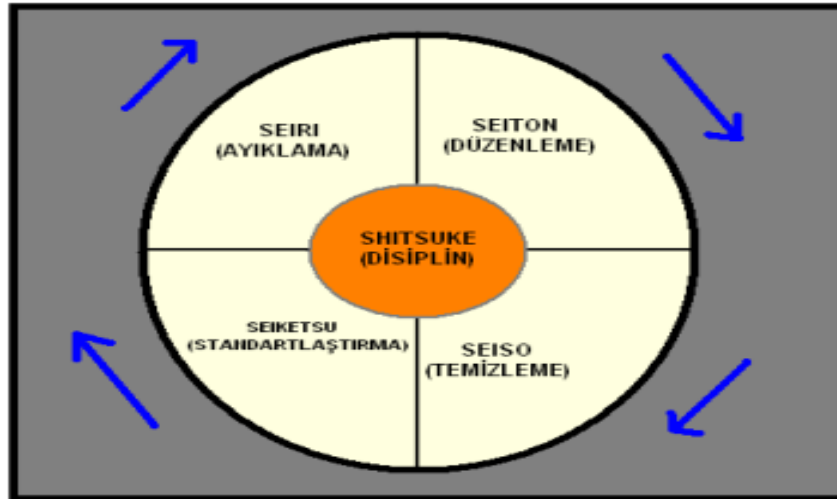 SEIRI
(AYIKLAMA)
SEITON
(DÜZENLEME)
SHITSUKE
(DİSİPLİN)
SEIKETSU
(STANDARTLAŞTIRMA)
SEISO
(TEMİZLEME)